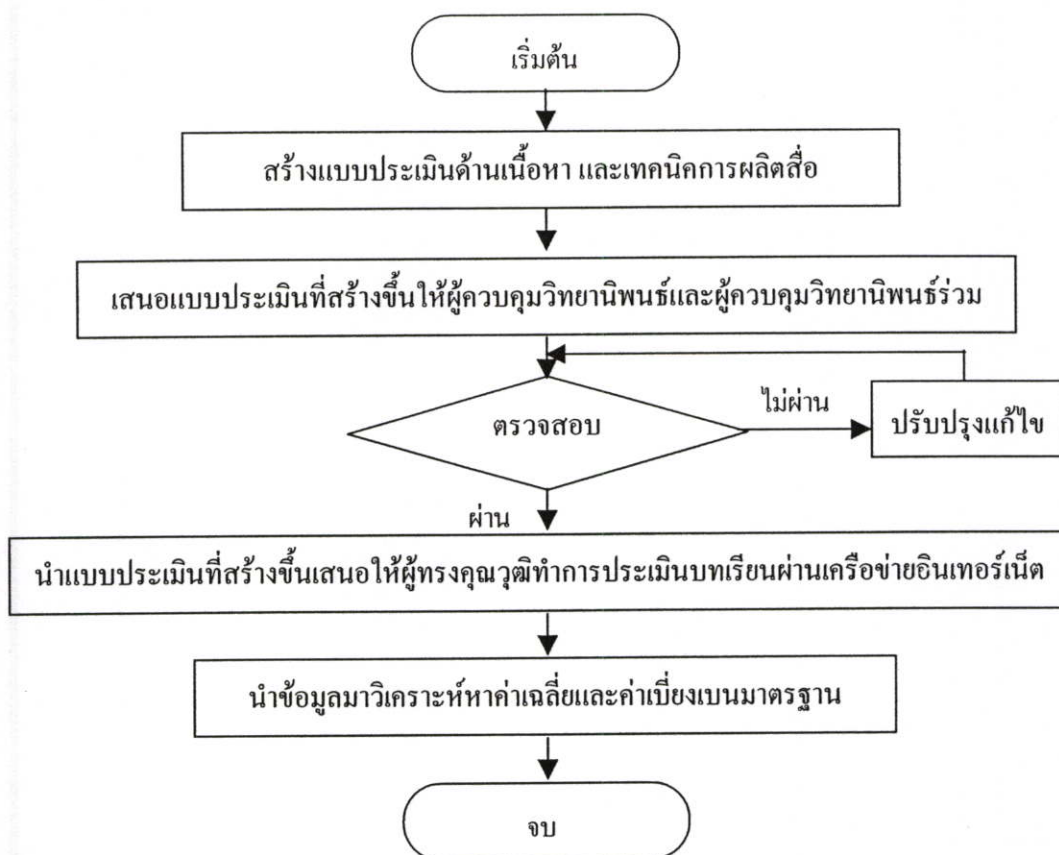 เริ่มต้น
สร้างแบบประเมินด้านเนื้อหา และเทคนิคการผลิตสื่อ
เสนอแบบประเมินที่สร้างขึ้นให้ผู้ควบคุมวิทยานิพนธ์และผู้ควบคุมวิทยานิพนธ์ร่วม
ตรวจสอบ
ไม่ผ่าน
ปรับปรุงแก้ไข
ผ่าน
นำแบบประเมินที่สร้างขึ้นเสนอให้ผู้ทรงคุณวุฒิทำการประเมินบทเรียนผ่านเครือข่ายอินเทอร์เน็ต
นำข้อมูลมาวิเคราะห์หาค่าเฉลี่ยและค่าเบี่ยงเบนมาตรฐาน
จบ